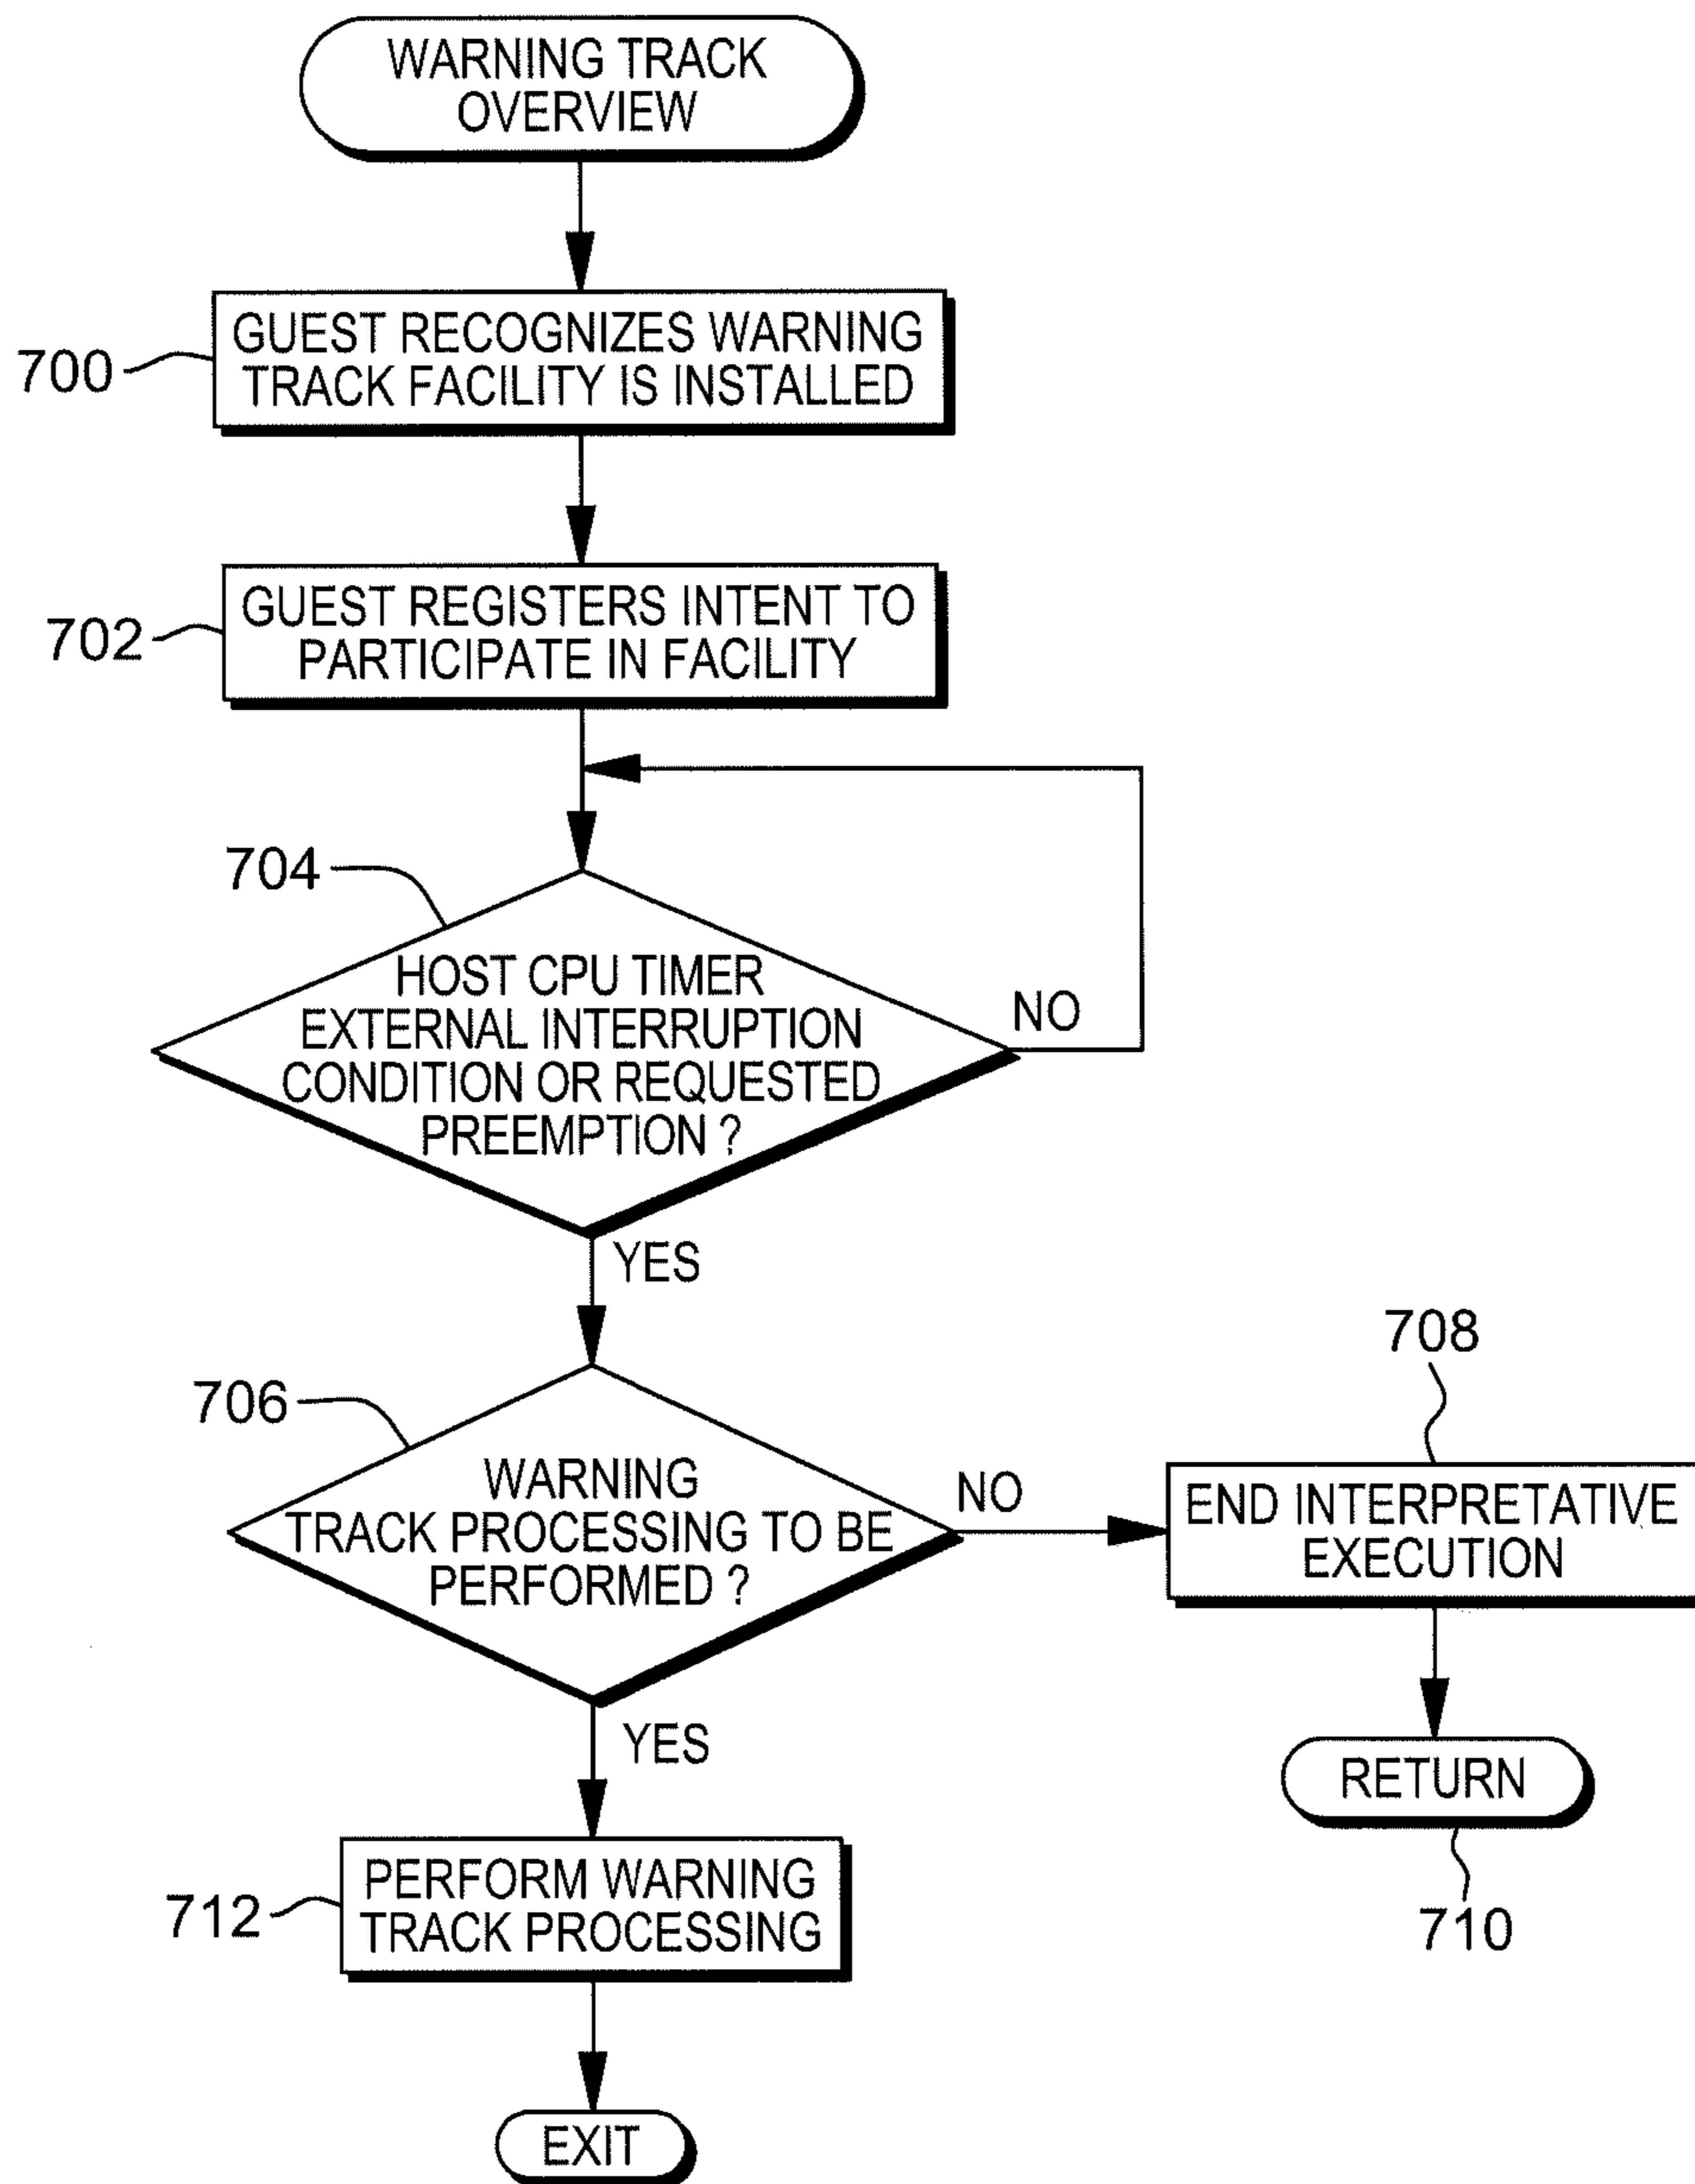 WARNING TRACK
OVERVIEW
700
GUEST RECOGNIZES WARNING
TRACK FACILITY IS INSTALLED
702
GUEST REGISTERS INTENT TO
PARTICIPATE IN FACILITY
704
HOST CPU TIMER
EXTERNAL INTERRUPTION
CONDITION OR REQUESTED
PREEMPTION ?
NO
YES
706
WARNING
TRACK PROCESSING TO BE
PERFORMED ?
NO
708
END INTERPRETATIVE
EXECUTION
RETURN
710
YES
712
PERFORM WARNING
TRACK PROCESSING
EXIT